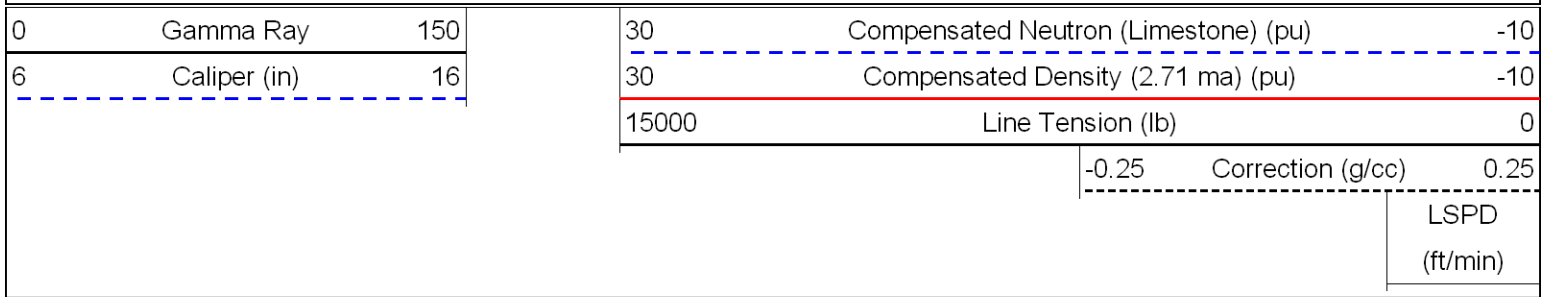 0 Gamma Ray 150 30 Compensated Neutron (Limestone) (pu) -10
6 Caliper (in) 16 30 Compensated Density (2.71 ma) (pu) -10
15000 Line Tension (lb) 0
-0.25 Correction (g/cc) 0.25
LSPD
(ft/min)